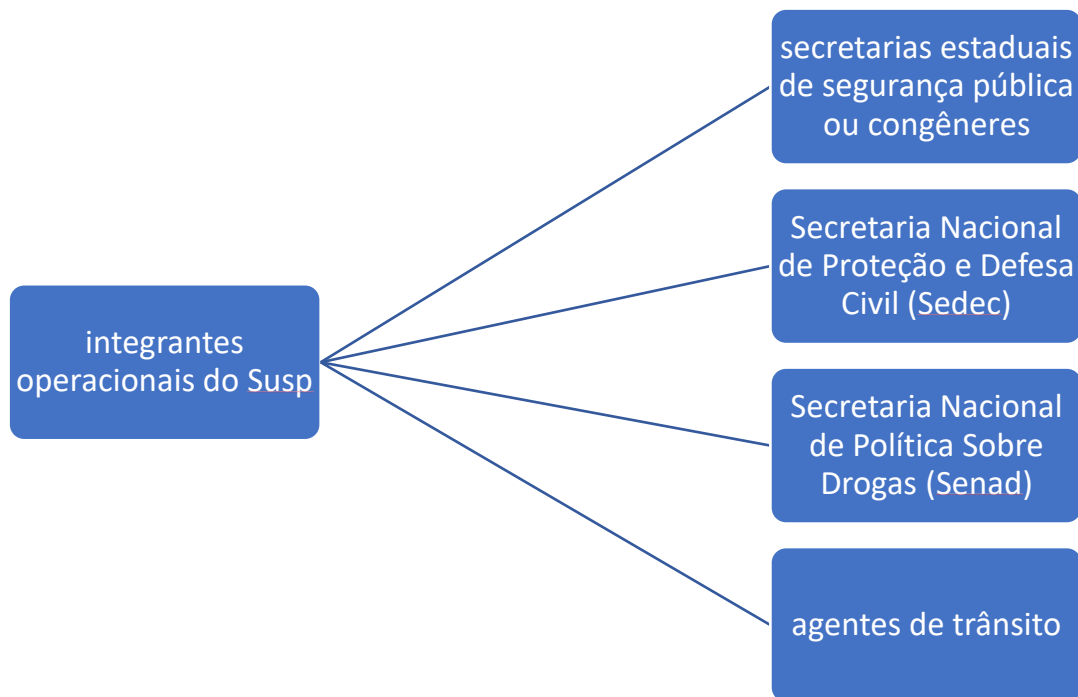 integrantes
operacionais do Susp
secretarias estaduais
de segurança pública
ou congêneres
Secretaria Nacional
de Proteção e Defesa
Civil (Sedec)
Secretaria Nacional
de Política Sobre
Drogas (Senad)
agentes de trânsito